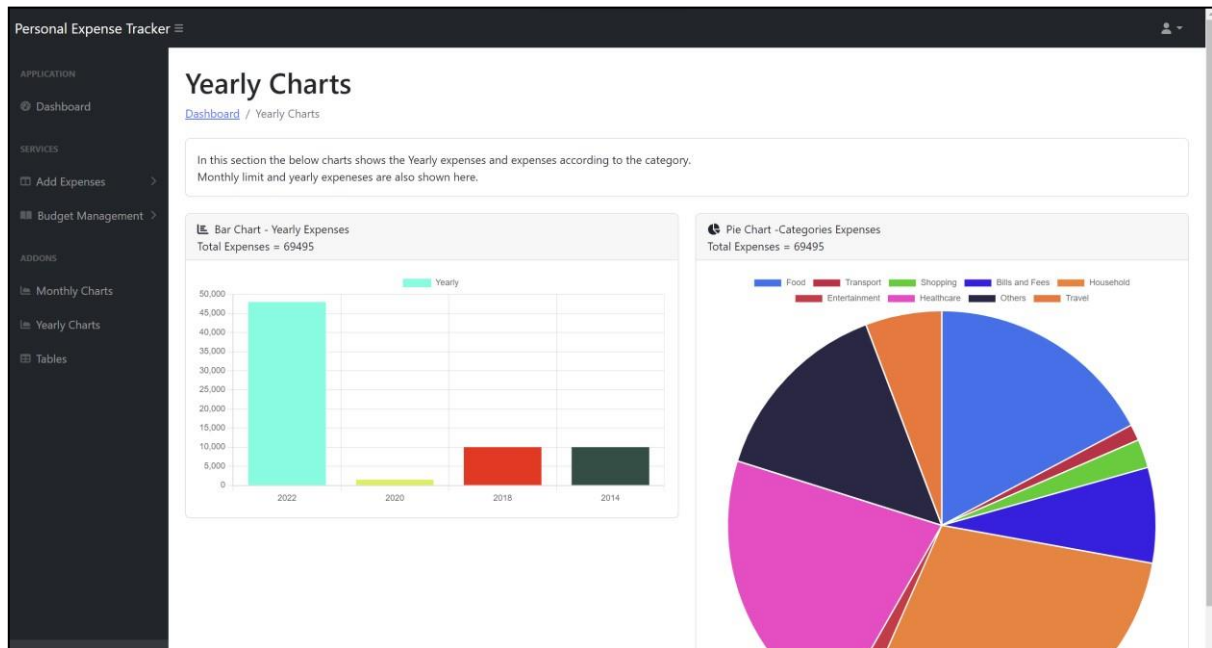 Personal Expense Tracker
APPLICATION
Dashboard
SERVICES
Add Expenses
Budget Management
ADDONS
Monthly Charts
Yearly Charts
Tables
Yearly Charts
Dashboard / Yearly Charts
In this section the below charts shows the Yearly expenses and expenses according to the category.
Monthly limit and yearly expeneses are also shown here.
Bar Chart - Yearly Expenses
Total Expenses = 69495
Yearly
50,000
45,000
40,000
35,000
30,000
25,000
20,000
15,000
10,000
5,000
0
2022 2020 2018 2014
Pie Chart -Categories Expenses
Total Expenses = 69495
Food Transport Shopping Bills and Fees Household
Entertainment Healthcare Others Travel